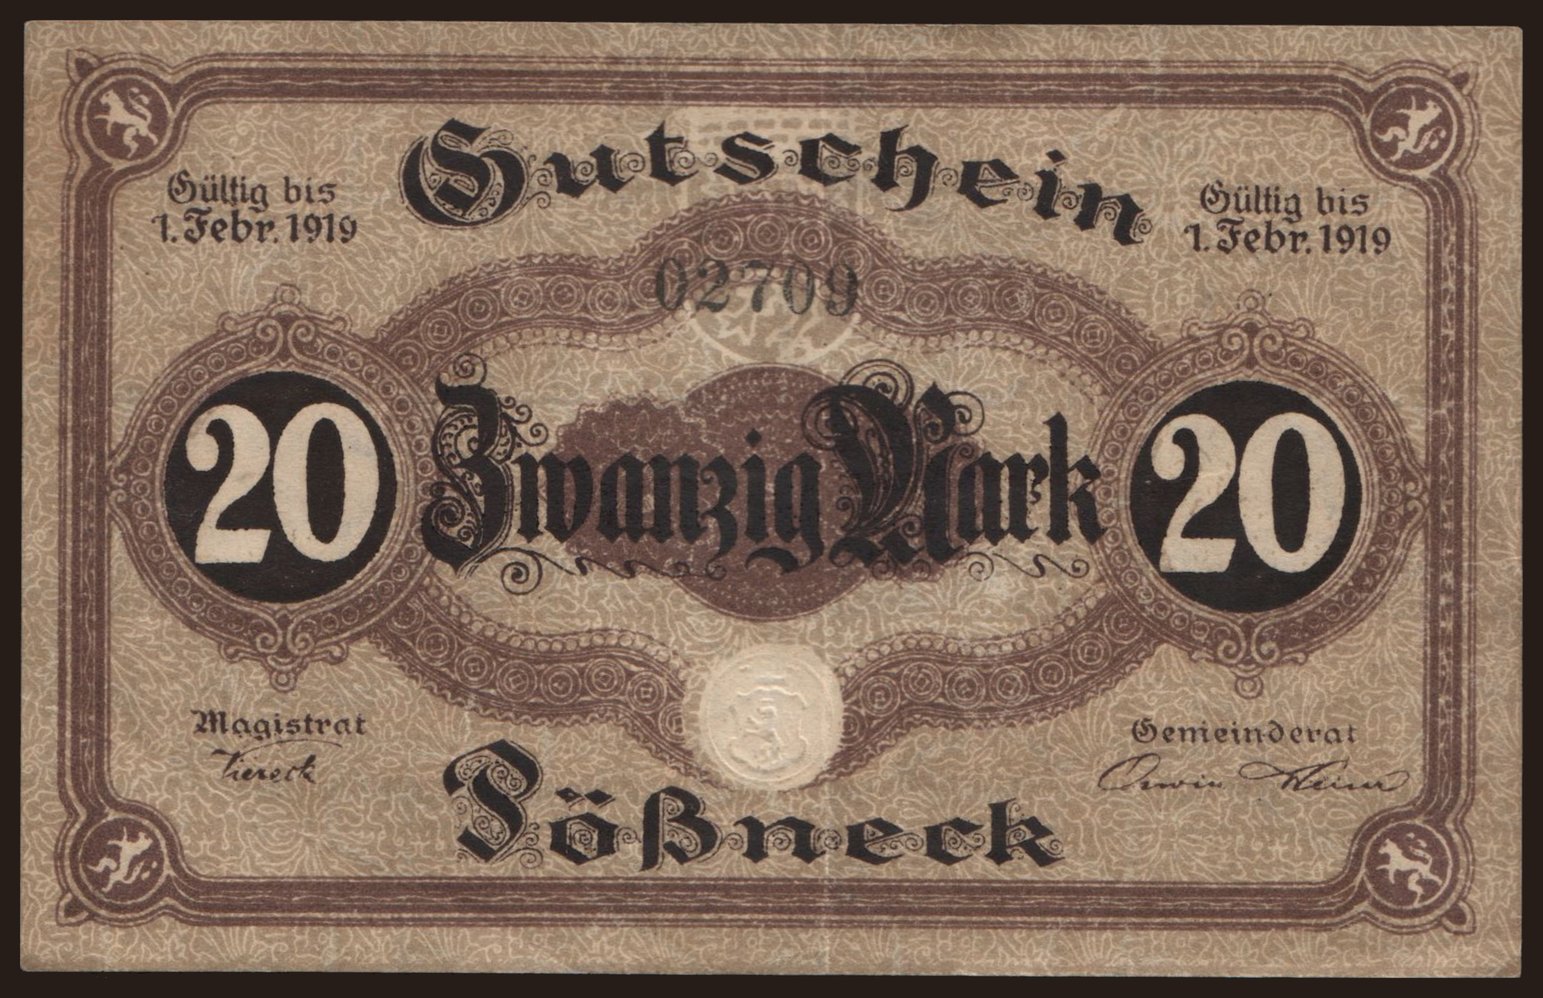 Gutschein
Gültig bis
1. Febr. 1919
Gültig bis
1. Febr. 1919
02709
20
Zwanzig Mark
20
Magistrat
Gemeinderat
Pößneck